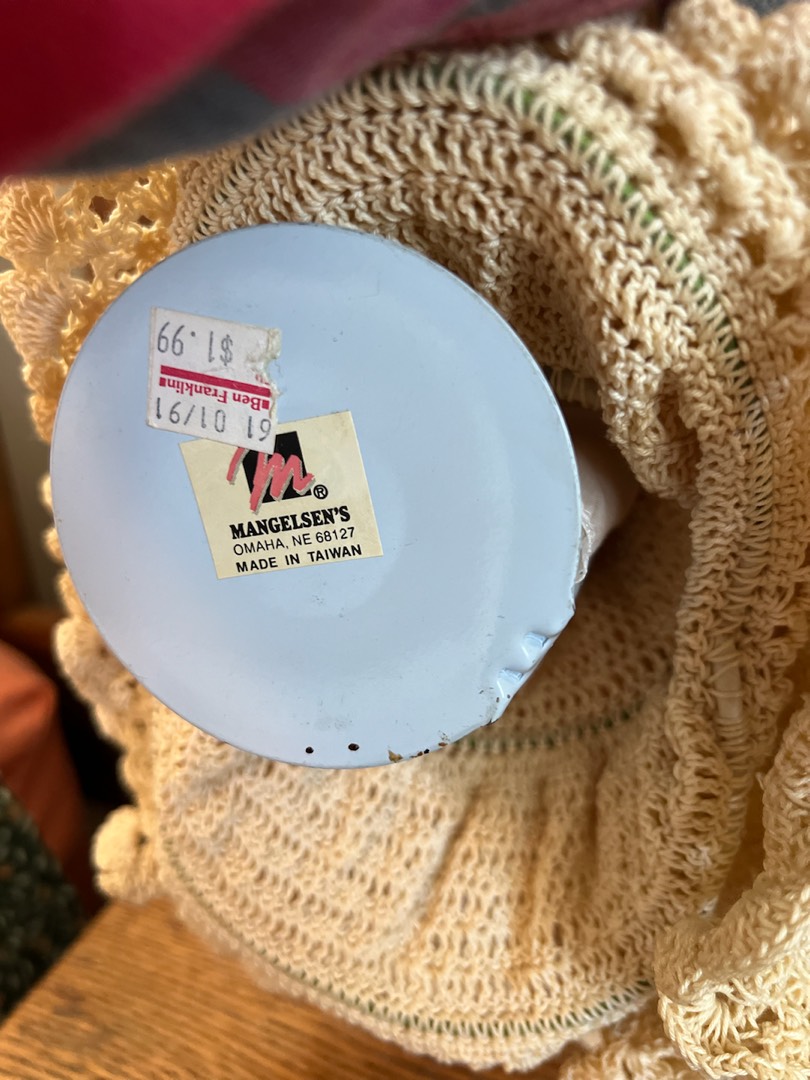 $1.99
Ben Franklin
61 01/91
m®
MANGELSEN'S
OMAHA, NE 68127
MADE IN TAIWAN